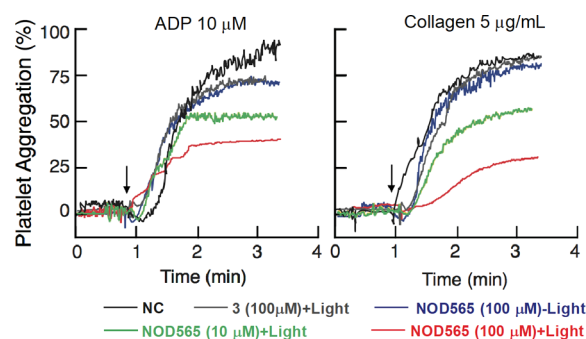 ADP 10 μM
Collagen 5 μg/mL
Platelet Aggregation (%)
100
75
50
25
0
0 1 2 3 4
0 1 2 3 4
Time (min)
Time (min)
NC
3 (100μM)+Light
NOD565 (100 μM)-Light
NOD565 (10 μM)+Light
NOD565 (100 μM)+Light